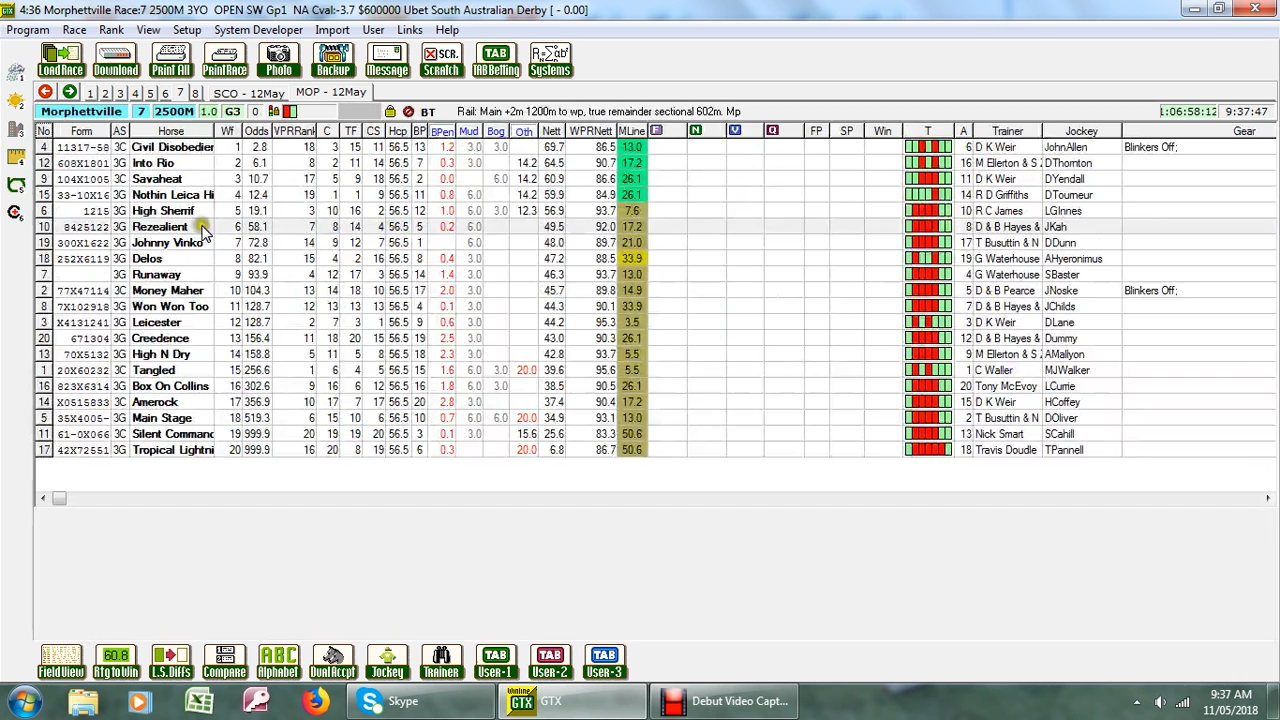 4:36 Morphettville Race:7 2500M 3YO OPEN SW Gp1 NA Cval:-3.7 $600000 Ubet South Australian Derby [ - 0.00]
Program Race Rank View Setup System Developer Import User Links Help
LoadRace Download Print All Print Race Photo Backup Message Scratch TAB Betting Systems
1 2 3 4 5 6 7 8 SCO - 12May MOP - 12May
Morphettville 7 2500M 1.0 G3 0 BT Rail: Main +2m 1200m to wp, true remainder sectional 602m. Mp 1:06:58:12 9:37:47
No Form AS Horse Wf Odds VPRRank C TF CS Hcp BP BPen Mud Bog Oth Nett WPRNett MLine F N V Q FP SP Win T A Trainer Jockey Gear
4 11317-58 3C Civil Disobedier 1 2.8 18 3 15 11 56.5 13 1.2 3.0 3.0 69.7 86.5 13.0 6 D K Weir JohnAllen Blinkers Off;
12 608X1801 3G Into Rio 2 6.1 8 2 11 14 56.5 7 0.3 3.0 14.2 64.5 90.4 17.2 16 M Ellerton & S Z DThornton
9 104X1005 3G Savaheat 3 10.7 17 5 9 18 56.5 2 0.0 6.0 14.2 60.9 86.6 26.1 11 D K Weir DYendall
15 33-10X16 3G Nothin Leica Hi 4 12.4 19 1 1 9 56.5 11 0.8 6.0 14.2 59.9 84.9 26.1 14 R D Griffiths DTourneur
6 1215 3G High Sherrif 5 19.1 3 10 16 2 56.5 12 1.0 6.0 3.0 12.3 56.9 93.7 7.6 10 R C James LGInnes
10 8425122 3G Rezealient 6 58.1 7 8 14 4 56.5 5 0.2 6.0 49.5 92.0 17.2 8 D & B Hayes & JKah
19 300X1622 3G Johnny Vinko 7 72.8 14 9 12 7 56.5 1 6.0 48.0 89.7 21.0 17 T Busuttin & N DDunn
18 252X6119 3G Delos 8 82.1 15 4 2 16 56.5 8 0.4 3.0 47.2 88.5 33.9 19 G Waterhouse AHyeronimus
7 3G Runaway 9 93.9 4 12 17 3 56.5 14 1.4 3.0 47.1 93.4 13.0 4 G Waterhouse SBaster
2 77X47114 3G Money Maher 10 104.3 13 14 18 10 56.5 17 2.0 3.0 45.7 89.8 14.9 5 D & B Pearce JNoske Blinkers Off;
8 7X102918 3G Won Won Too 11 128.7 12 13 13 13 56.5 4 0.1 3.0 44.3 90.1 33.9 7 D & B Hayes & JChilds
3 X4131241 3G Leicester 12 128.7 2 7 3 1 56.5 9 0.6 3.0 44.2 95.3 3.5 3 D K Weir DLane
20 671304 3G Creedence 13 156.4 11 18 20 15 56.5 19 2.5 3.0 43.0 90.3 26.1 12 D & B Hayes & Dummy
13 70X5132 3G High N Dry 14 158.8 5 11 5 8 56.5 18 2.3 3.0 42.8 93.7 5.5 9 M Ellerton & S Z AMallyon
1 20X60232 3C Tangled 15 256.6 1 6 4 5 56.5 15 1.6 3.0 3.0 20.0 39.6 95.6 5.5 1 C Waller MJWalker
16 823X6314 3G Box On Collins 16 302.6 9 16 6 12 56.5 16 1.8 3.0 3.0 38.5 90.5 26.1 20 Tony McEvoy LCurrie
14 X0515833 3C Amerock 17 356.9 10 17 7 17 56.5 20 2.8 3.0 37.4 90.4 17.2 15 D K Weir HCoffey
5 35X4005- 3G Main Stage 18 519.3 6 15 10 6 56.5 10 0.7 6.0 6.0 20.0 34.9 93.1 13.0 2 T Busuttin & N DOliver
11 61-0X066 3C Silent Commanc 19 999.9 20 19 19 20 56.5 3 0.1 3.0 15.6 25.6 83.3 50.6 13 Nick Smart SCahill
17 42X72551 3G Tropical Lightni 20 999.9 16 20 8 19 56.5 6 0.3 20.0 6.8 86.7 50.6 18 Travis Doudle TPannell
FieldView Rtg to Win L.S.Diffs Compare Alphabet Dual Accpt Jockey Trainer User-1 User-2 User-3
Skype GTX Debut Video Capt... 9:37 AM
11/05/2018